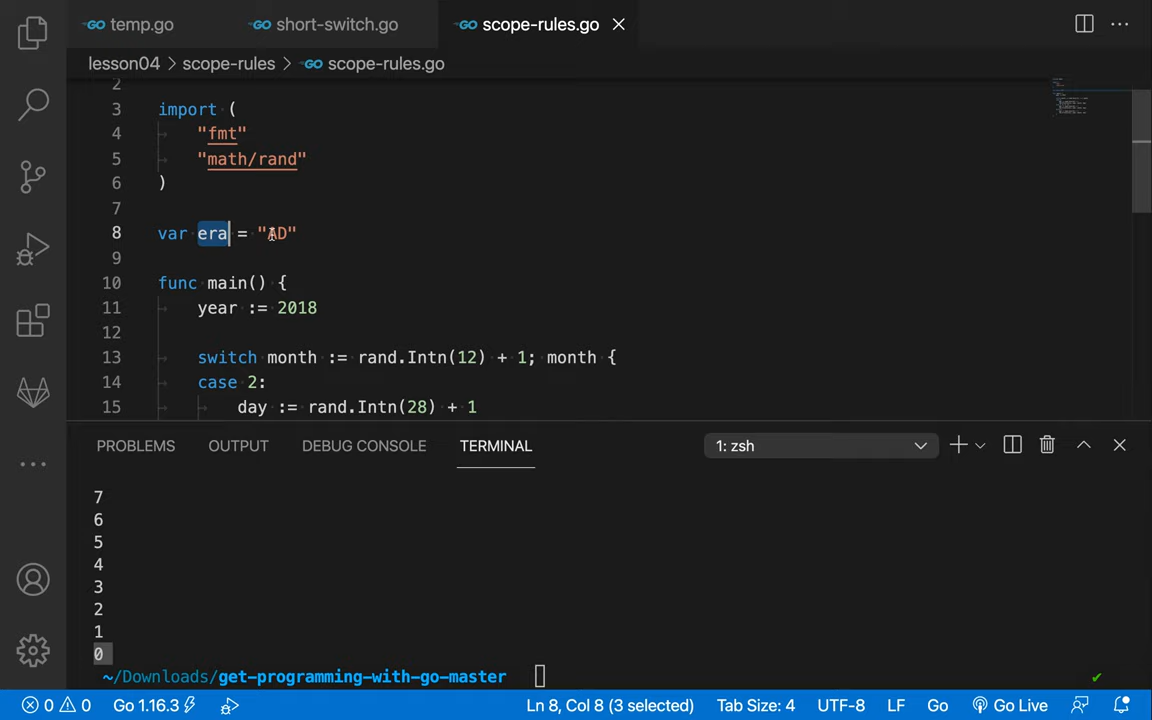 temp.go short-switch.go scope-rules.go
lesson04 > scope-rules > scope-rules.go
2
3 import (
4 "fmt"
5 "math/rand"
6 )
7
8 var era = "AD"
9
10 func main() {
11 year := 2018
12
13 switch month := rand.Intn(12) + 1; month {
14 case 2:
15 day := rand.Intn(28) + 1
PROBLEMS OUTPUT DEBUG CONSOLE TERMINAL 1: zsh
7
6
5
4
3
2
1
0
~/Downloads/get-programming-with-go-master
0 0 Go 1.16.3 Ln 8, Col 8 (3 selected) Tab Size: 4 UTF-8 LF Go Go Live